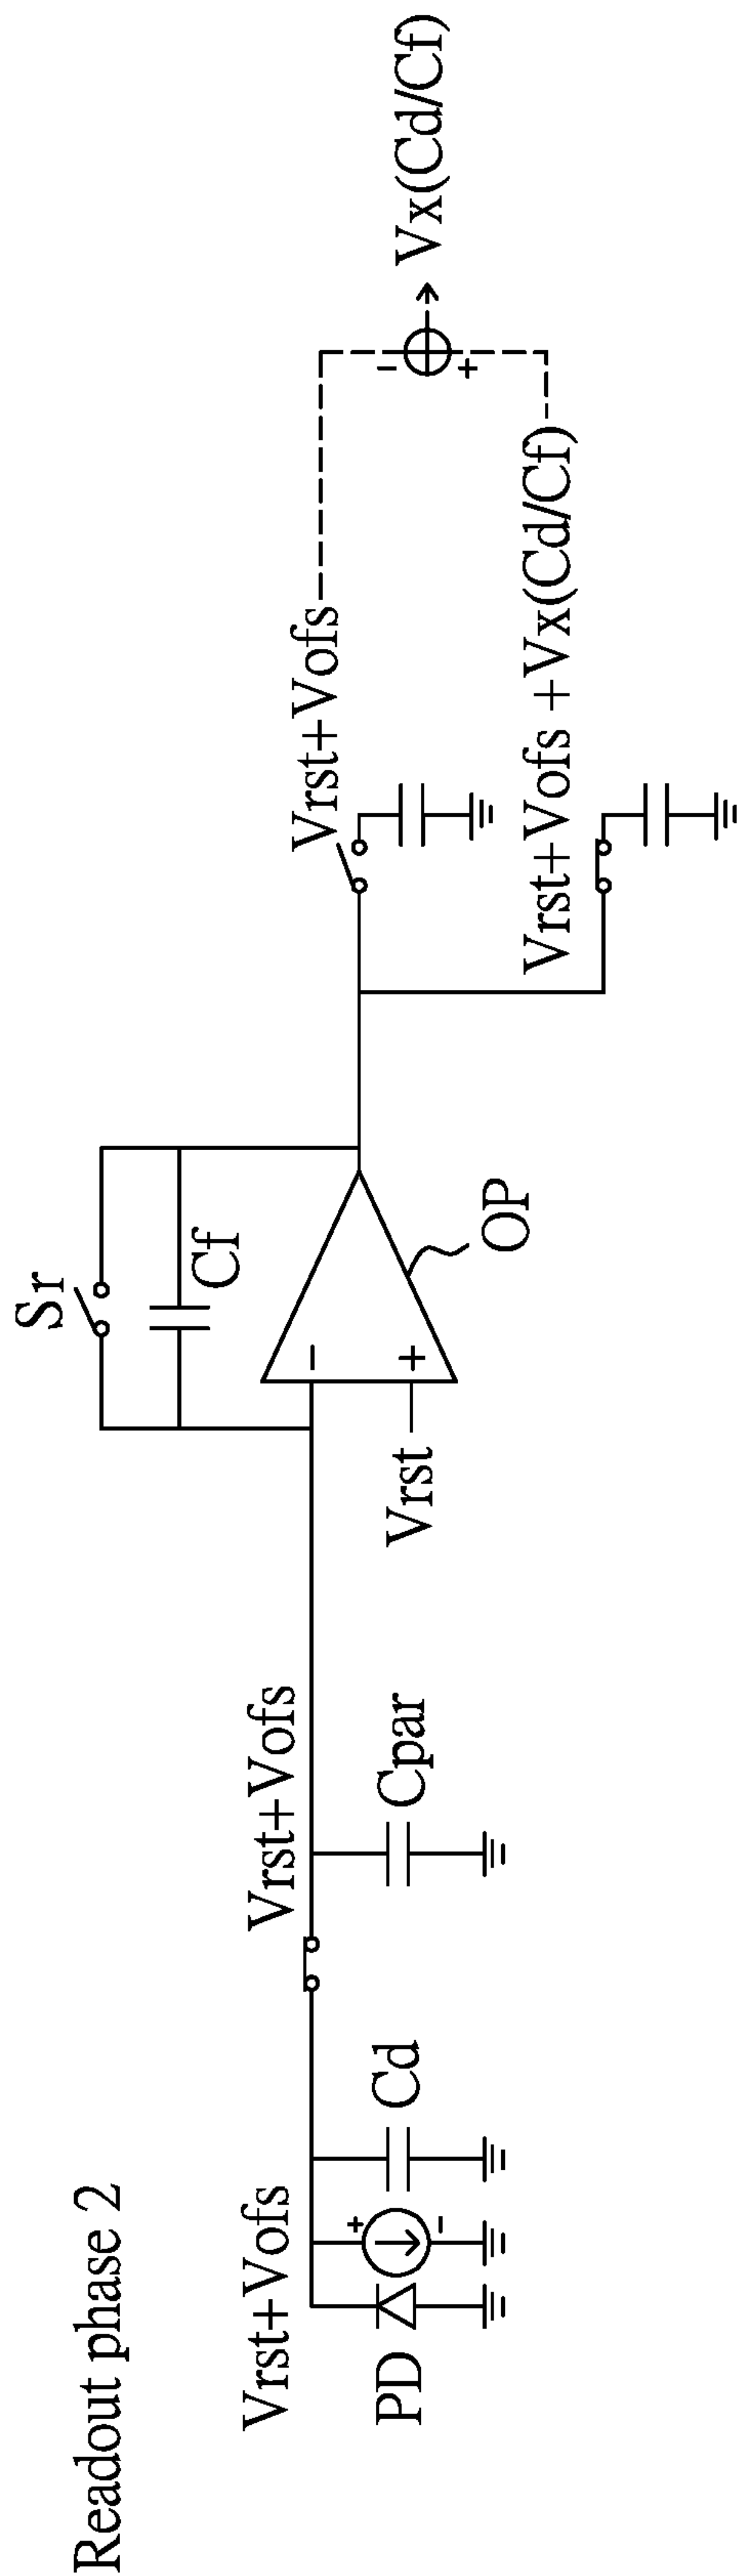 Readout phase 2
Vrst+Vofs
PD
+
−
Cd
Vrst+Vofs
Cpar
Sr
Cf
−
+
Vrst
OP
Vrst+Vofs
Vrst+Vofs +Vx(Cd/Cf)
−
+
Vx(Cd/Cf)